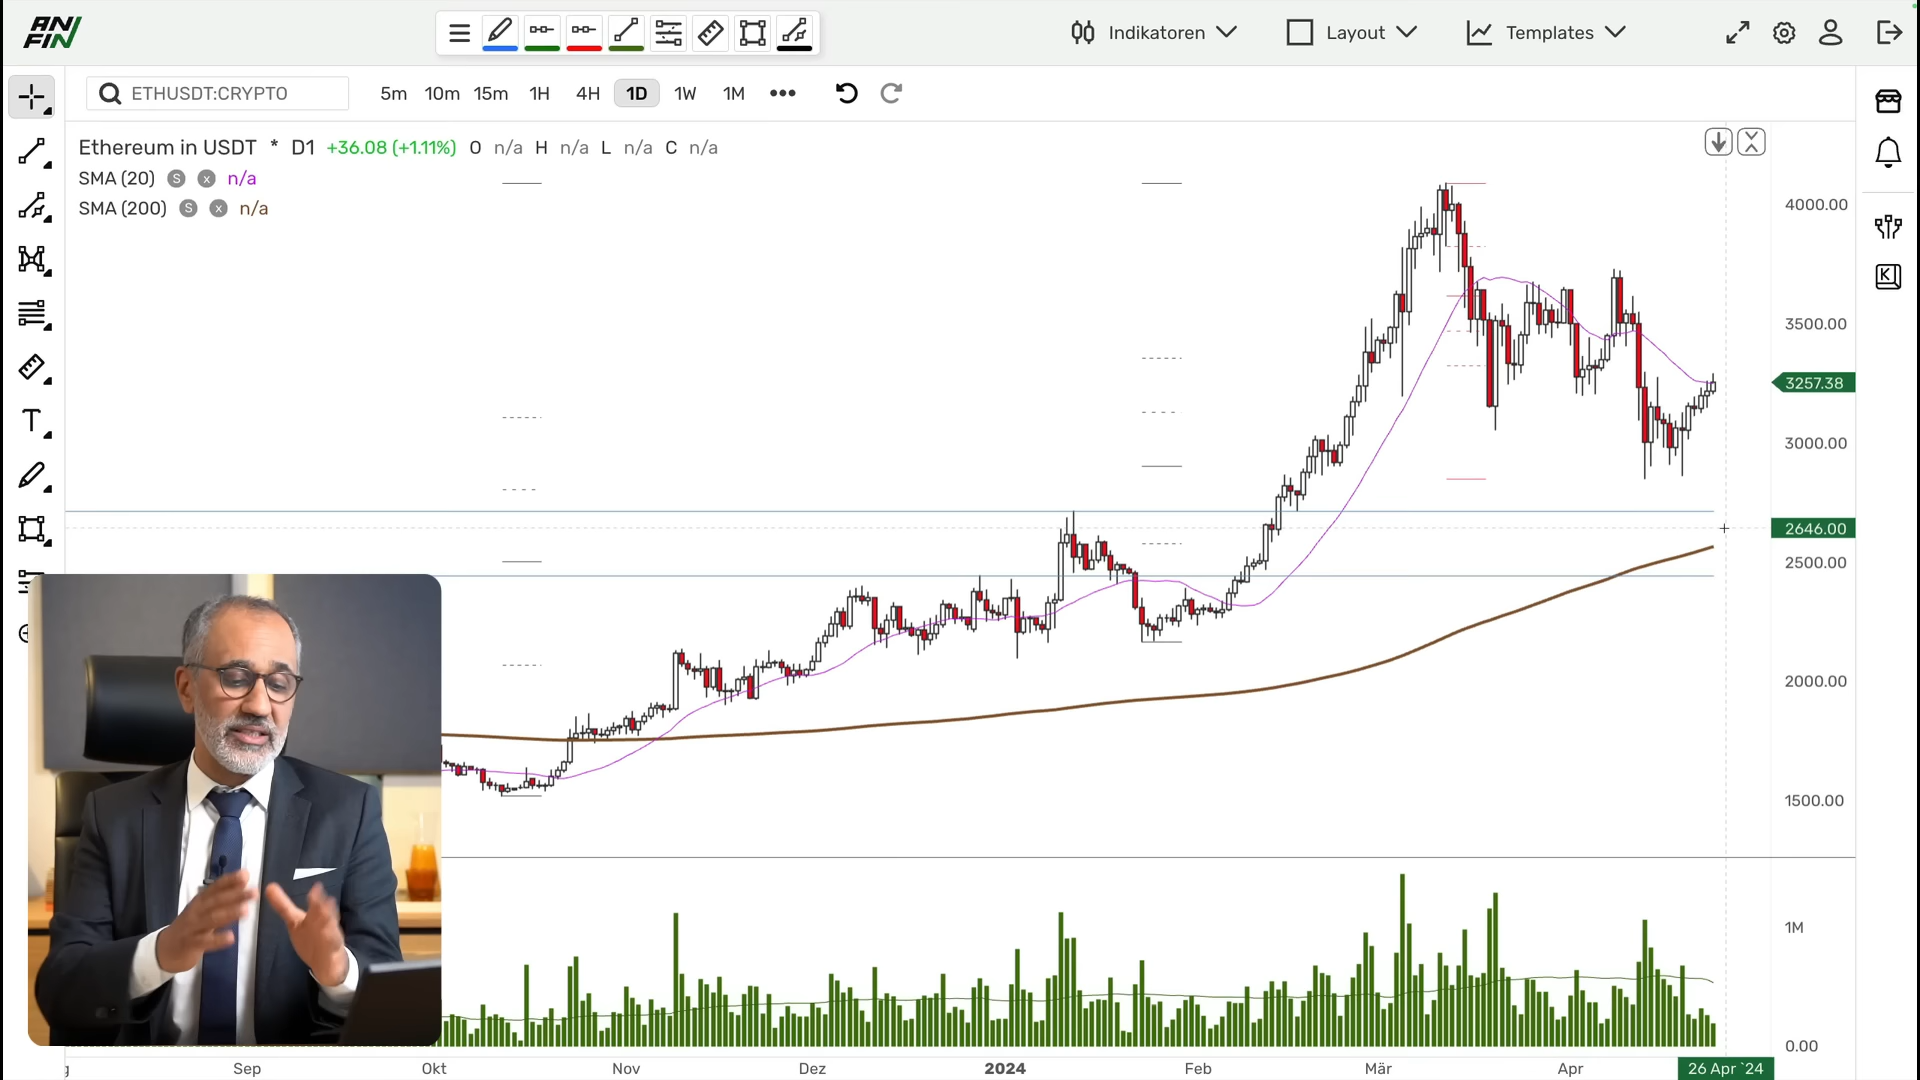 ANFIN
Indikatoren
Layout
Templates
ETHUSDT:CRYPTO
5m 10m 15m 1H 4H 1D 1W 1M •••
Ethereum in USDT * D1 +36.08 (+1.11%) O n/a H n/a L n/a C n/a
SMA (20) S x n/a
SMA (200) S x n/a
T
K
4000.00
3500.00
3257.38
3000.00
2646.00
2500.00
2000.00
1500.00
1M
0.00
Sep Okt Nov Dez 2024 Feb Mär Apr 26 Apr `24